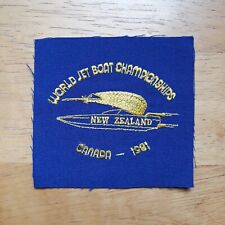 WORLD JET BOAT CHAMPIONSHIPS
NEW ZEALAND
CANADA — 1981